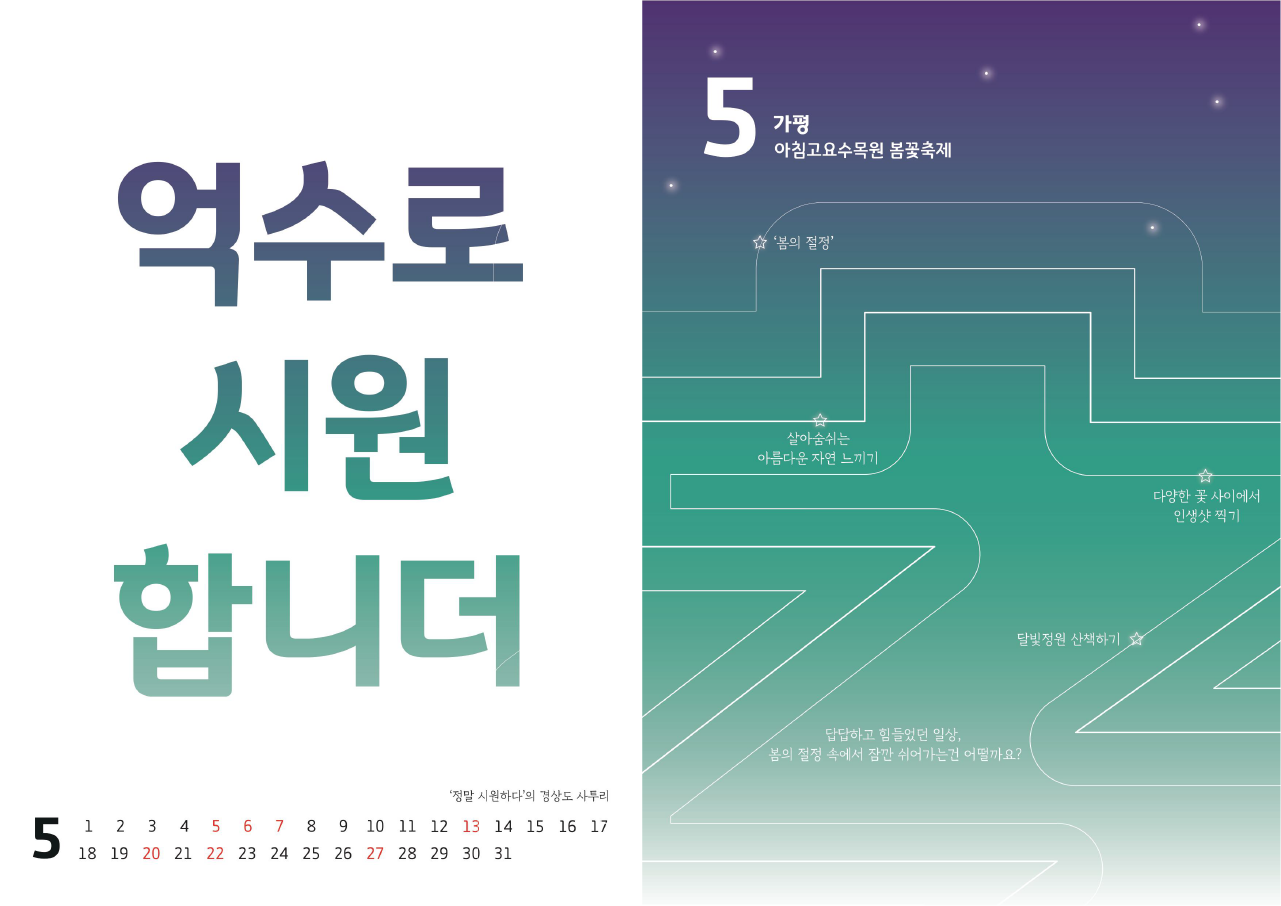 억수로
시원
합니더
‘정말 시원하다’의 경상도 사투리
5
1 2 3 4 5 6 7 8 9 10 11 12 13 14 15 16 17
18 19 20 21 22 23 24 25 26 27 28 29 30 31
5
가평
아침고요수목원 봄꽃축제
‘봄의 절정’
살아숨쉬는
아름다운 자연 느끼기
다양한 꽃 사이에서
인생샷 찍기
달빛정원 산책하기
답답하고 힘들었던 일상,
봄의 절정 속에서 잠깐 쉬어가는건 어떨까요?